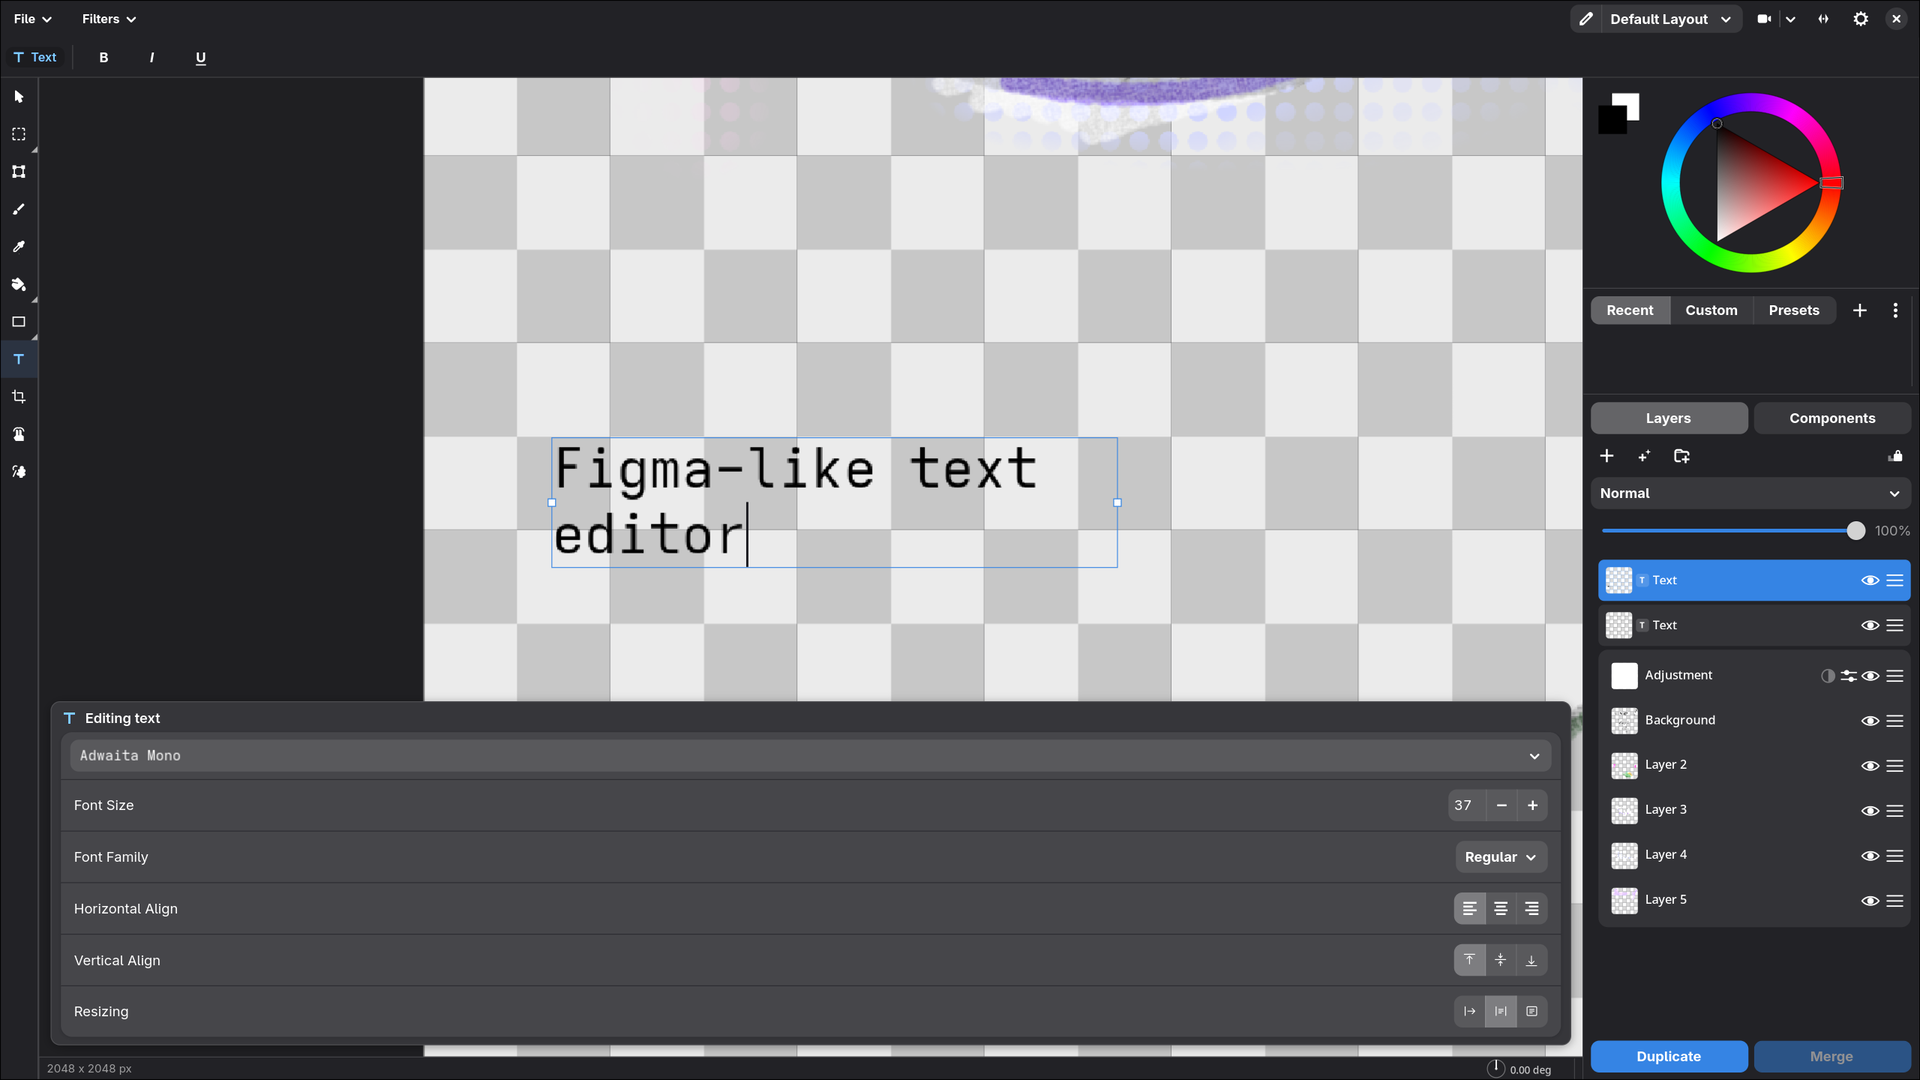 File
Filters
Default Layout
T Text
B
I
U
T
Recent
Custom
Presets
Layers
Components
Normal
100%
T Text
T Text
Adjustment
Background
Layer 2
Layer 3
Layer 4
Layer 5
Figma-like text
editor
T Editing text
Adwaita Mono
Font Size
37
Font Family
Regular
Horizontal Align
Vertical Align
Resizing
Duplicate
Merge
2048 x 2048 px
0.00 deg